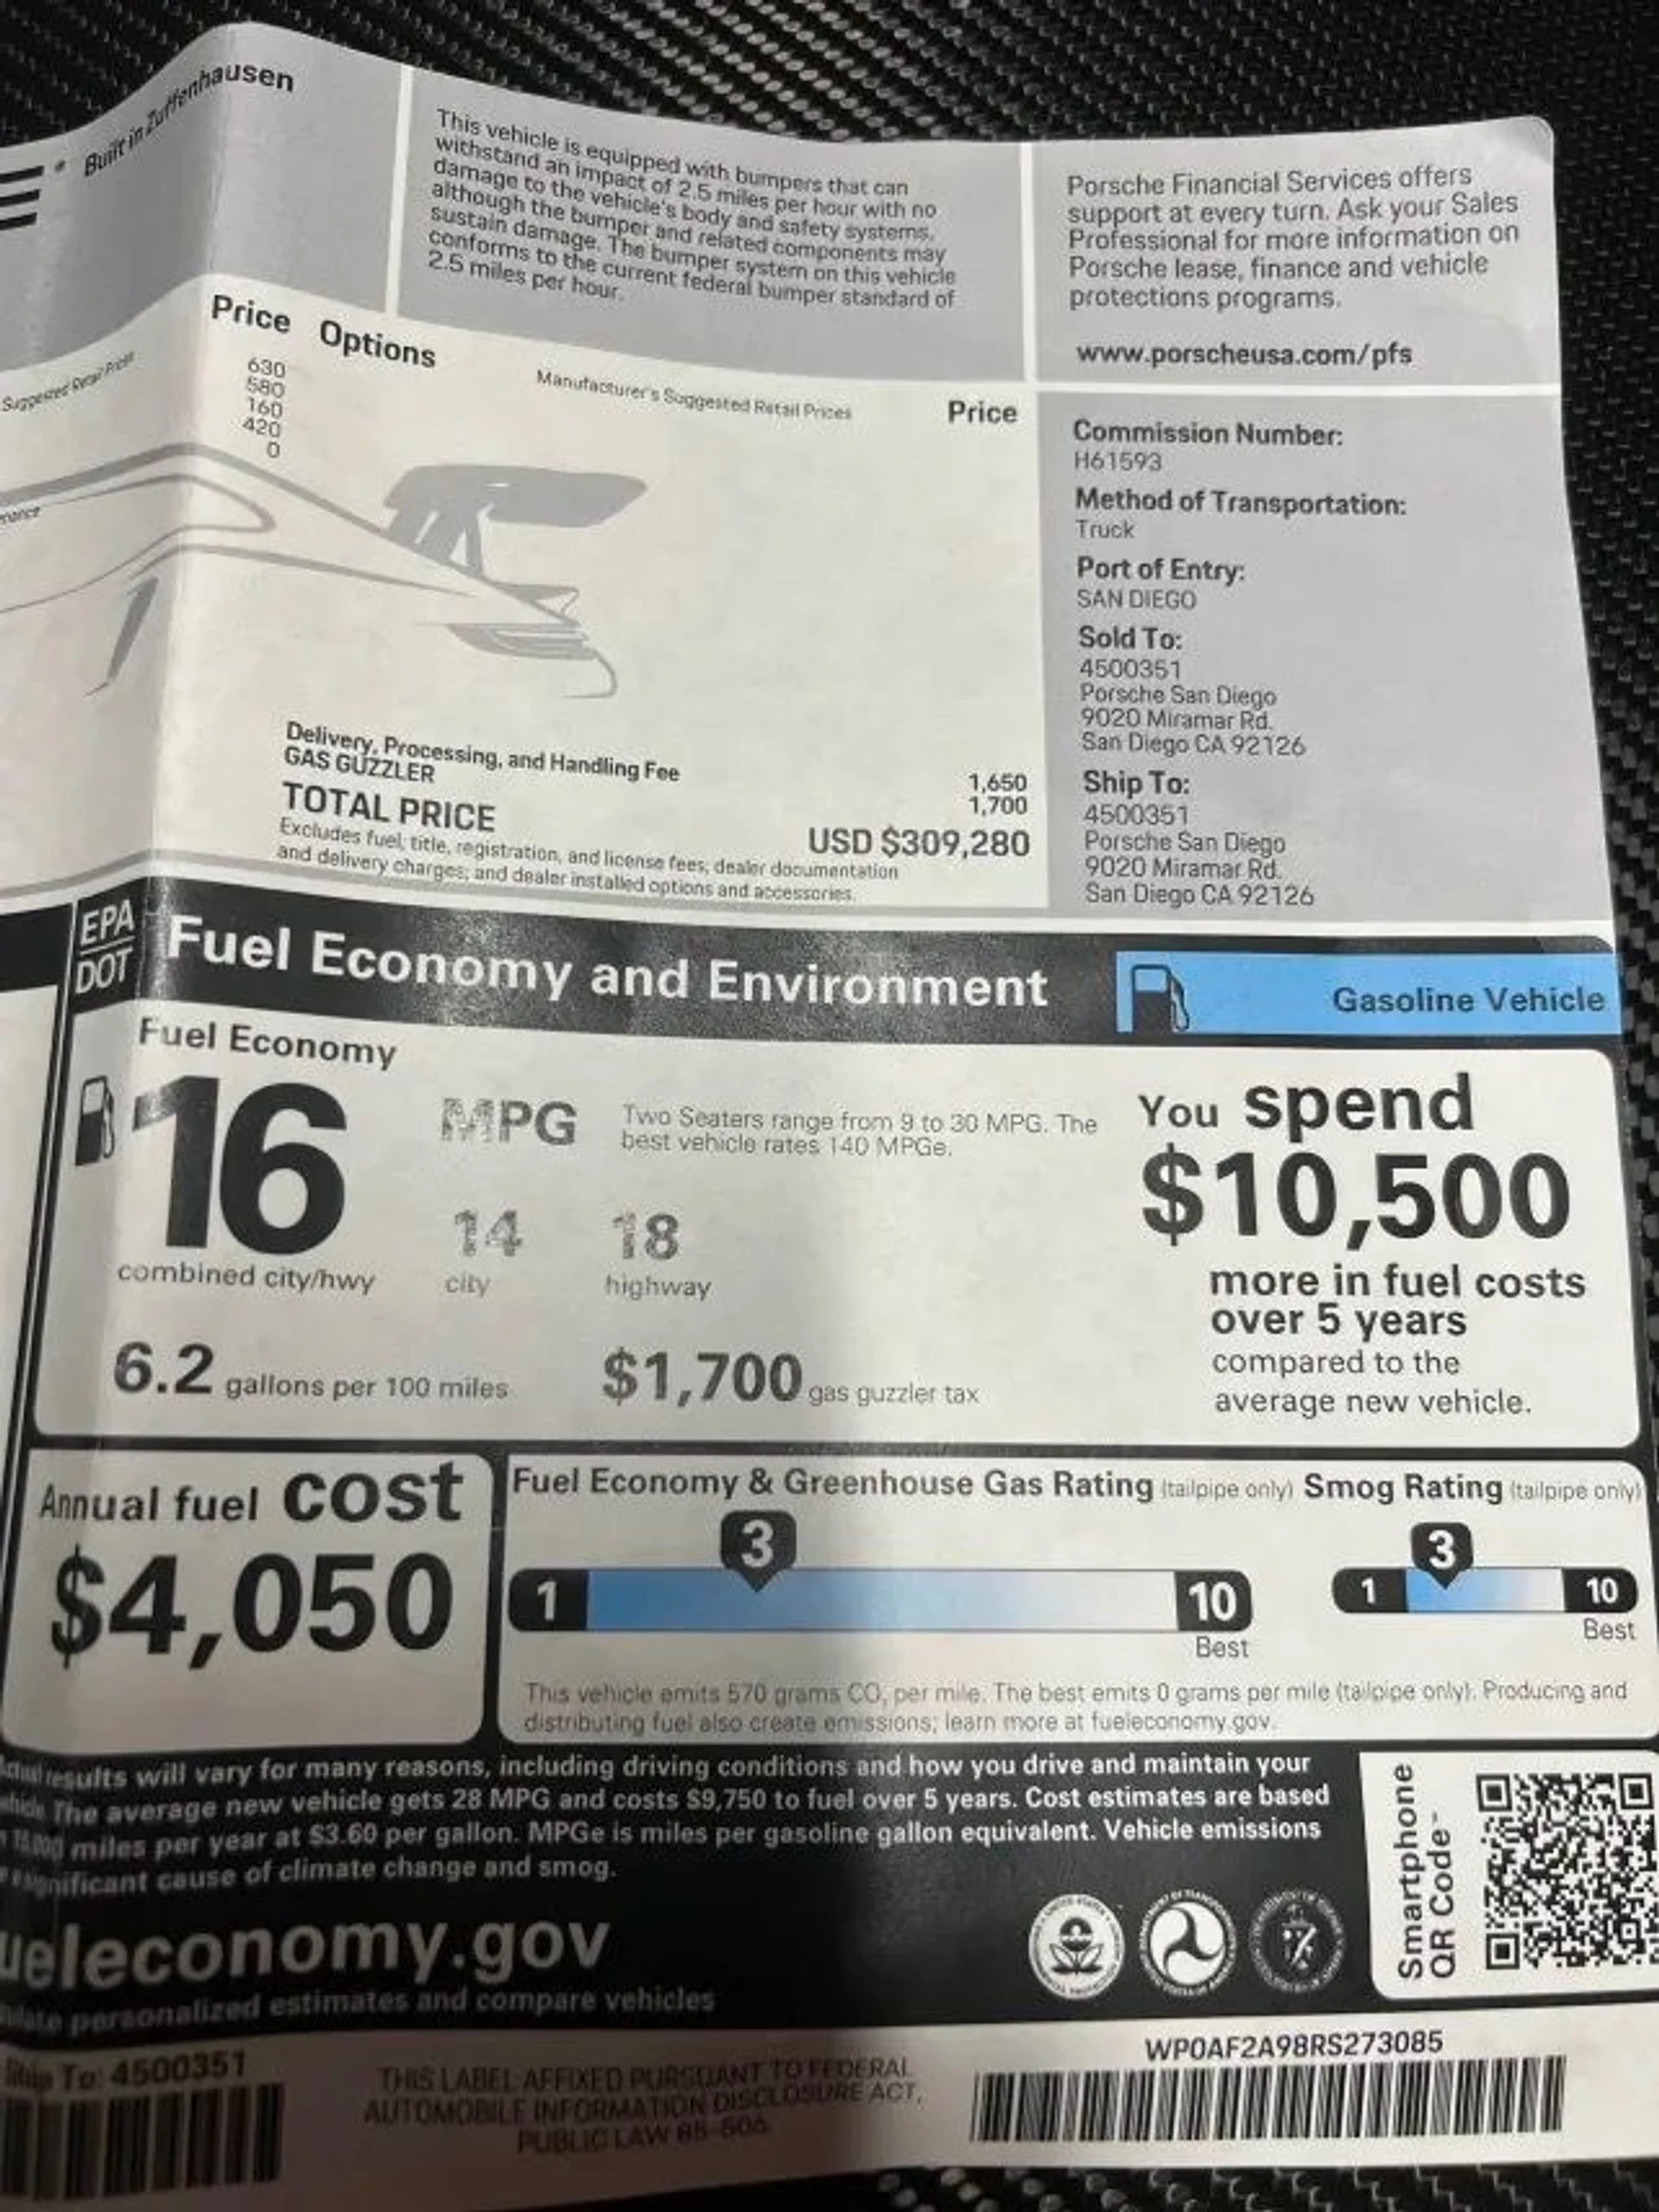 Built in Zuffenhausen
This vehicle is equipped with bumpers that can
withstand an impact of 2.5 miles per hour with no
damage to the vehicle's body and safety systems,
although the bumper and related components may
sustain damage. The bumper system on this vehicle
conforms to the current federal bumper standard of
2.5 miles per hour.
Porsche Financial Services offers
support at every turn. Ask your Sales
Professional for more information on
Porsche lease, finance and vehicle
protections programs.
www.porscheusa.com/pfs
Suggested Retail Prices
Price Options
Manufacturer's Suggested Retail Prices
Price
630
580
160
420
0
Delivery, Processing, and Handling Fee 1,650
GAS GUZZLER 1,700
TOTAL PRICE USD $309,280
Excludes fuel, title, registration, and license fees, dealer documentation
and delivery charges; and dealer installed options and accessories.
Commission Number:
H61593
Method of Transportation:
Truck
Port of Entry:
SAN DIEGO
Sold To:
4500351
Porsche San Diego
9020 Miramar Rd.
San Diego CA 92126
Ship To:
4500351
Porsche San Diego
9020 Miramar Rd.
San Diego CA 92126
EPA
DOT
Fuel Economy and Environment
Gasoline Vehicle
Fuel Economy
16
MPG
Two Seaters range from 9 to 30 MPG. The
best vehicle rates 140 MPGe.
combined city/hwy
14
city
18
highway
6.2 gallons per 100 miles
$1,700 gas guzzler tax
You spend
$10,500
more in fuel costs
over 5 years
compared to the
average new vehicle.
Annual fuel cost
$4,050
Fuel Economy & Greenhouse Gas Rating (tailpipe only)
3
1
10
Best
Smog Rating (tailpipe only)
3
1
10
Best
This vehicle emits 570 grams CO₂ per mile. The best emits 0 grams per mile (tailpipe only). Producing and
distributing fuel also create emissions; learn more at fueleconomy.gov.
results will vary for many reasons, including driving conditions and how you drive and maintain your
The average new vehicle gets 28 MPG and costs $9,750 to fuel over 5 years. Cost estimates are based
miles per year at $3.60 per gallon. MPGe is miles per gasoline gallon equivalent. Vehicle emissions
significant cause of climate change and smog.
ueleconomy.gov
personalized estimates and compare vehicles
Smartphone
QR Code™
Ship To: 4500351
THIS LABEL AFFIXED PURSUANT TO FEDERAL
AUTOMOBILE INFORMATION DISCLOSURE ACT,
PUBLIC LAW 85-506
WP0AF2A98RS273085